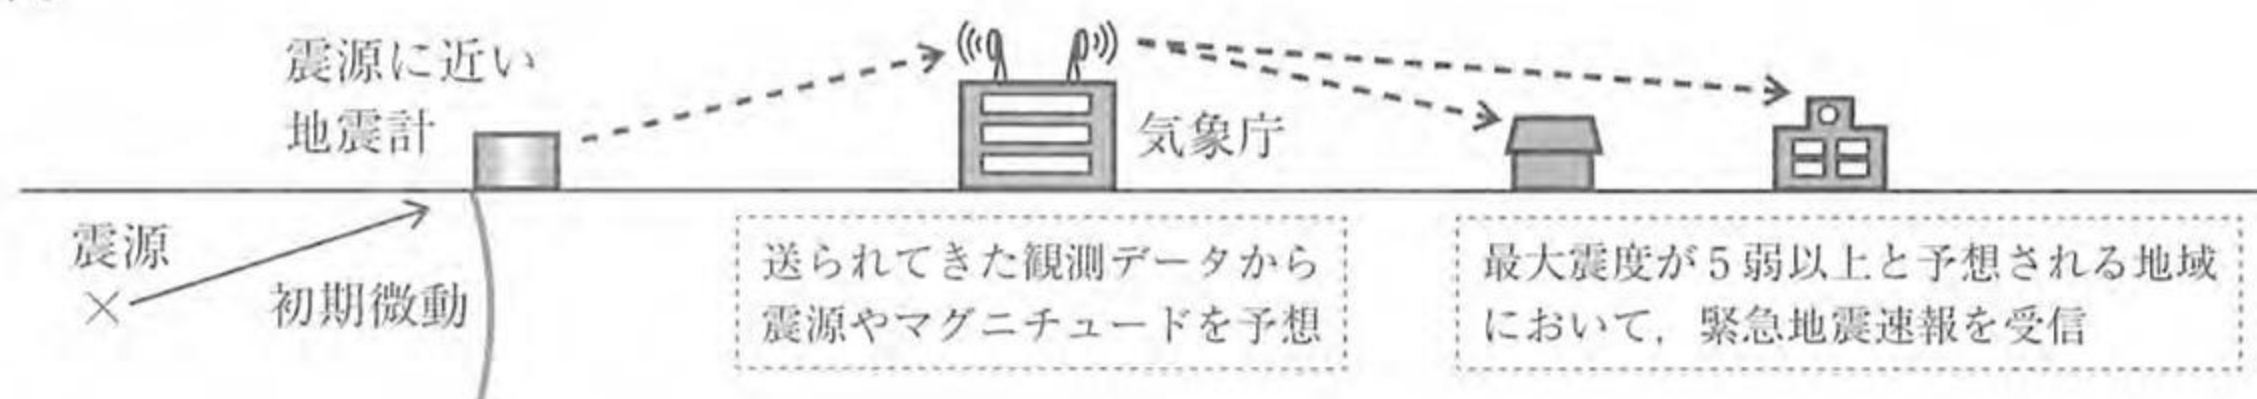 震源に近い
地震計
気象庁
震源
初期微動
送られてきた観測データから
震源やマグニチュードを予想
最大震度が5弱以上と予想される地域
において，緊急地震速報を受信